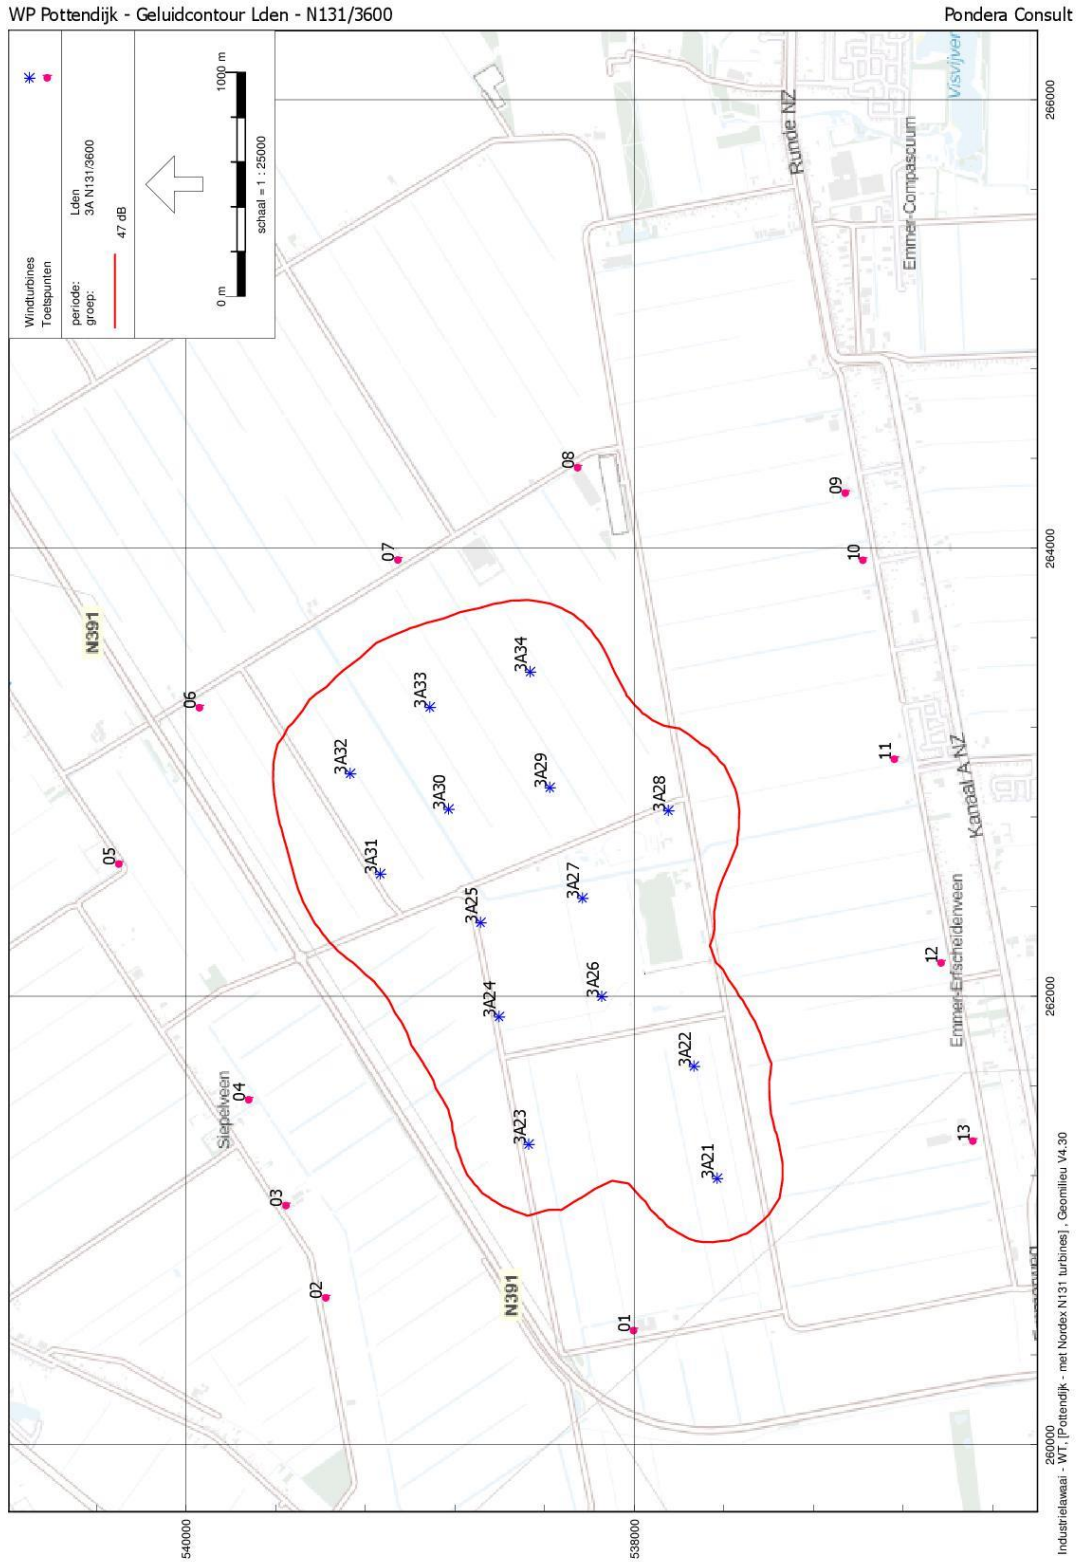 WP Pottendijk - Geluidcontour Lden - N131/3600
Pondera Consult
Windturbines
Toetspunten
periode: Lden
groep: 3A N131/3600
47 dB
0 m 1000 m
schaal = 1 : 25000
N391
N391
Siepelveen
Runde NZ
Visvijver
Emmer-Compascuum
Kanaal A NZ
Emmer-Erfscheidenveen
01
02
03
04
05
06
07
08
09
10
11
12
13
3A21
3A22
3A23
3A24
3A25
3A26
3A27
3A28
3A29
3A30
3A31
3A32
3A33
3A34
540000
538000
260000
262000
264000
266000
Industrielawaai - WT, [Pottendijk - met Nordex N131 turbines] , Geomilieu V4.30